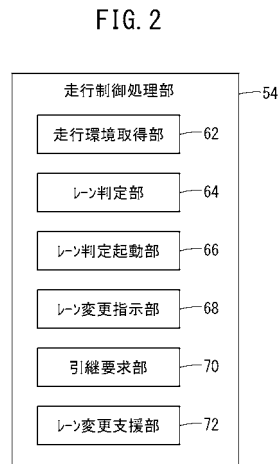 FIG. 2
走行制御処理部
54
走行環境取得部
62
レーン判定部
64
レーン判定起動部
66
レーン変更指示部
68
引継要求部
70
レーン変更支援部
72